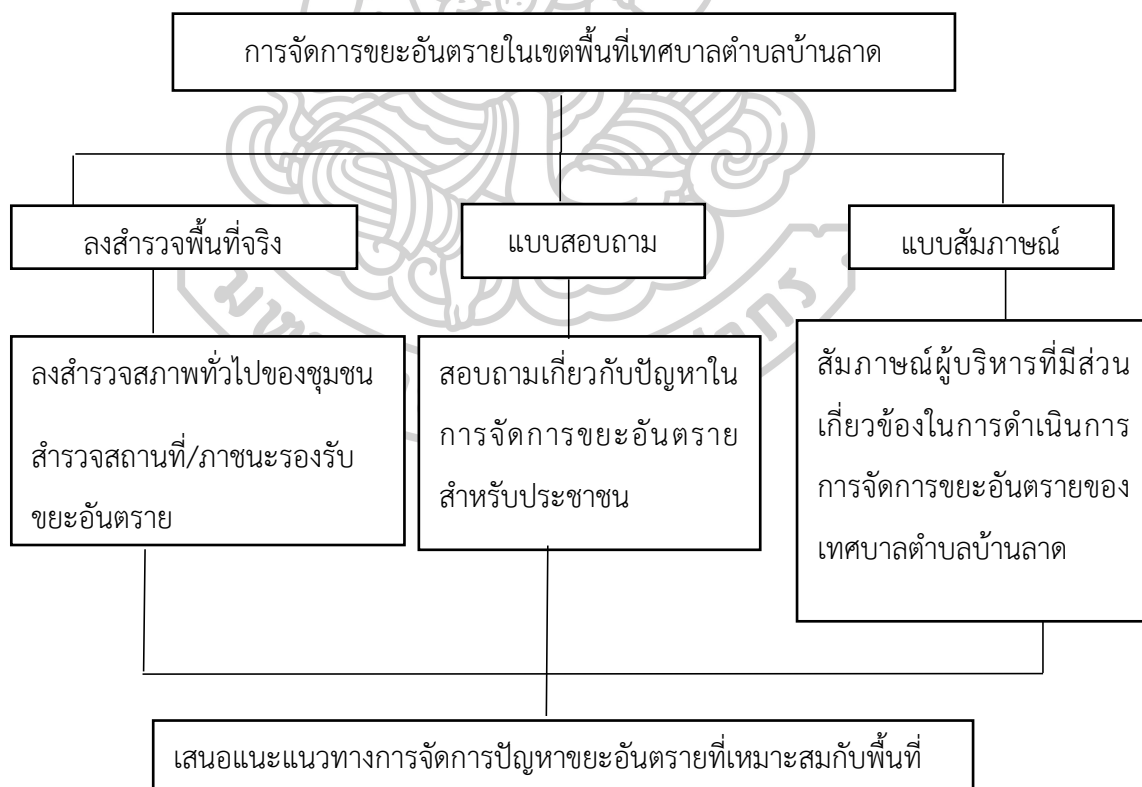 การจัดการขยะอันตรายในเขตพื้นที่เทศบาลตำบลบ้านลาด
ลงสำรวจพื้นที่จริง
แบบสอบถาม
แบบสัมภาษณ์
ลงสำรวจสภาพทั่วไปของชุมชน
สำรวจสถานที่/ภาชนะรองรับ
ขยะอันตราย
สอบถามเกี่ยวกับปัญหาใน
การจัดการขยะอันตราย
สำหรับประชาชน
สัมภาษณ์ผู้บริหารที่มีส่วน
เกี่ยวข้องในการดำเนินการ
การจัดการขยะอันตรายของ
เทศบาลตำบลบ้านลาด
เสนอแนะแนวทางการจัดการปัญหาขยะอันตรายที่เหมาะสมกับพื้นที่